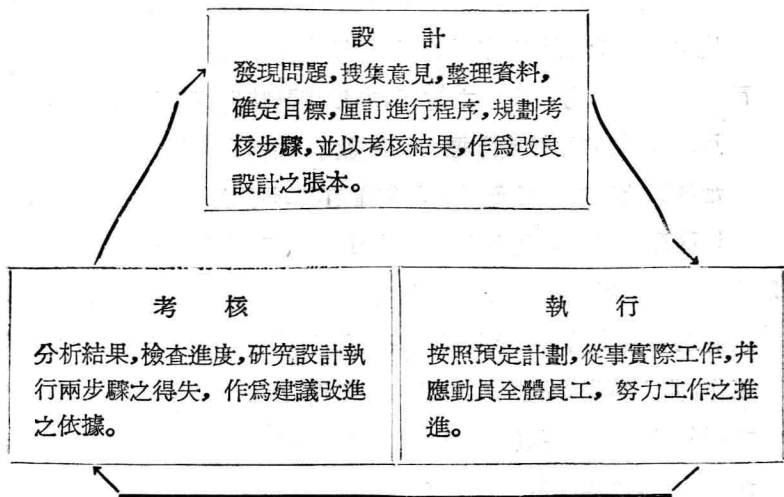 設　計
發現問題，搜集意見，整理資料，
確定目標，厘訂進行程序，規劃考
核步驟，並以考核結果，作爲改良
設計之張本。
考　核
分析結果，檢查進度，研究設計執
行兩步驟之得失，作爲建議改進
之依據。
執　行
按照預定計劃，從事實際工作，幷
應動員全體員工，努力工作之推
進。